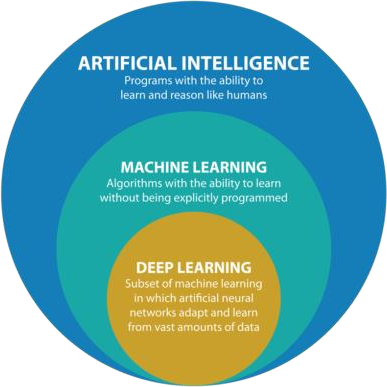 ARTIFICIAL INTELLIGENCE
Programs with the ability to
learn and reason like humans
MACHINE LEARNING
Algorithms with the ability to learn
without being explicitly programmed
DEEP LEARNING
Subset of machine learning
in which artificial neural
networks adapt and learn
from vast amounts of data